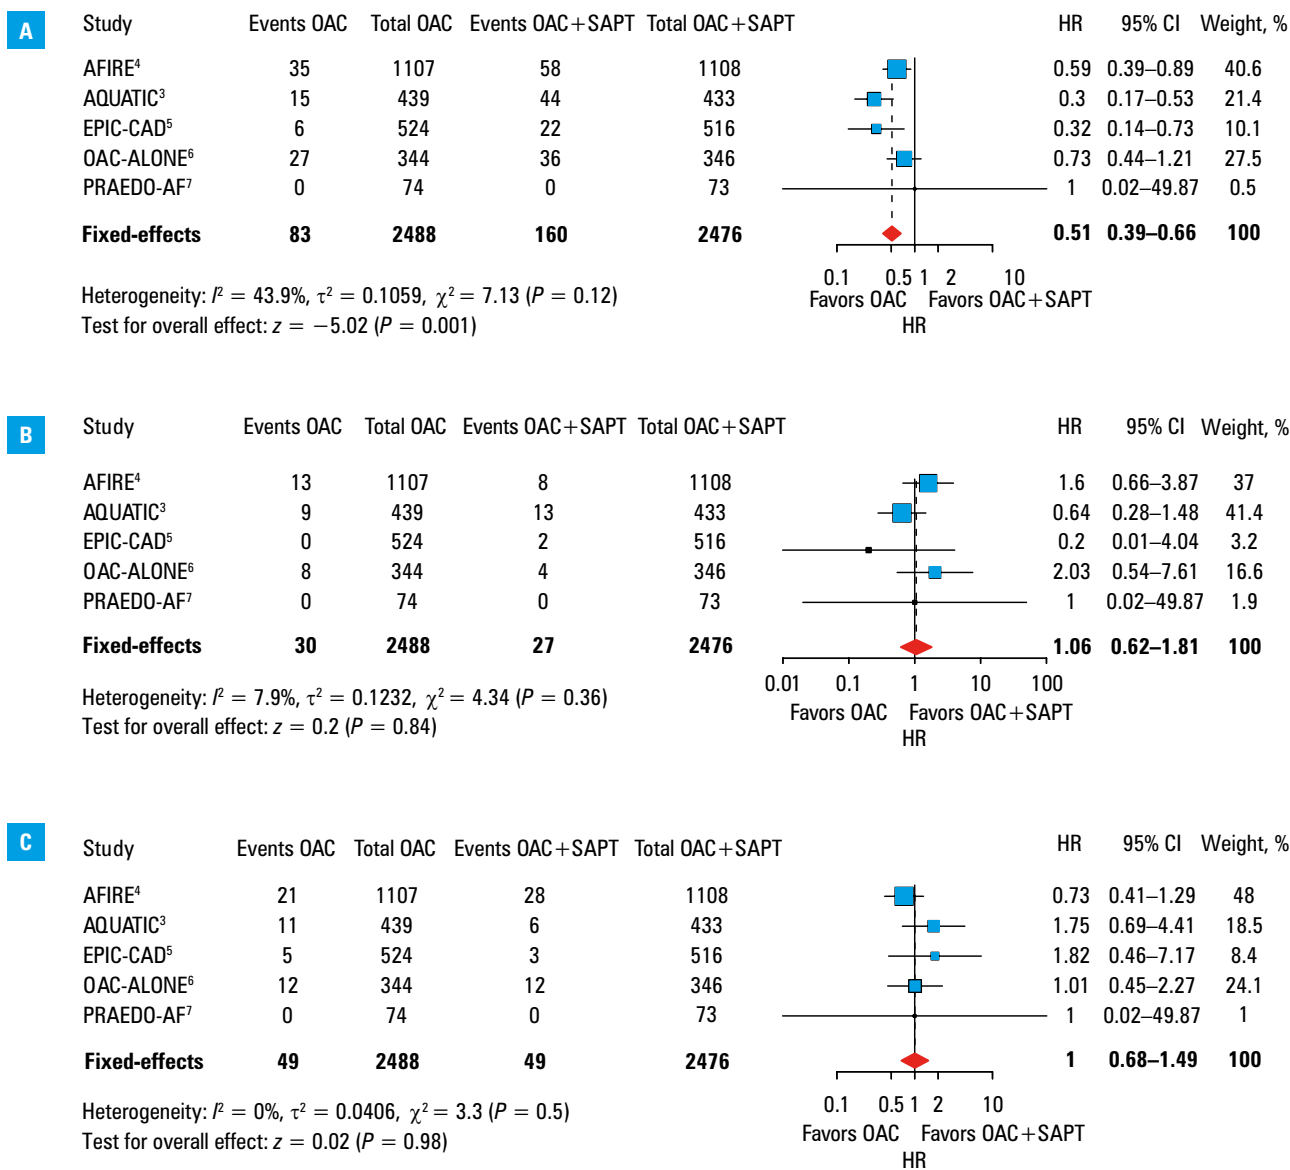 A
Study Events OAC Total OAC Events OAC+SAPT Total OAC+SAPT HR 95% CI Weight, %
AFIRE⁴ 35 1107 58 1108 0.59 0.39–0.89 40.6
AQUATIC³ 15 439 44 433 0.3 0.17–0.53 21.4
EPIC-CAD⁵ 6 524 22 516 0.32 0.14–0.73 10.1
OAC-ALONE⁶ 27 344 36 346 0.73 0.44–1.21 27.5
PRAEDO-AF⁷ 0 74 0 73 1 0.02–49.87 0.5
Fixed-effects 83 2488 160 2476 0.51 0.39–0.66 100
0.1 0.5 1 2 10
Heterogeneity: I² = 43.9%, τ² = 0.1059, χ² = 7.13 (P = 0.12)
Favors OAC Favors OAC+SAPT
Test for overall effect: z = −5.02 (P = 0.001)
HR
B
Study Events OAC Total OAC Events OAC+SAPT Total OAC+SAPT HR 95% CI Weight, %
AFIRE⁴ 13 1107 8 1108 1.6 0.66–3.87 37
AQUATIC³ 9 439 13 433 0.64 0.28–1.48 41.4
EPIC-CAD⁵ 0 524 2 516 0.2 0.01–4.04 3.2
OAC-ALONE⁶ 8 344 4 346 2.03 0.54–7.61 16.6
PRAEDO-AF⁷ 0 74 0 73 1 0.02–49.87 1.9
Fixed-effects 30 2488 27 2476 1.06 0.62–1.81 100
0.01 0.1 1 10 100
Heterogeneity: I² = 7.9%, τ² = 0.1232, χ² = 4.34 (P = 0.36)
Favors OAC Favors OAC+SAPT
Test for overall effect: z = 0.2 (P = 0.84)
HR
C
Study Events OAC Total OAC Events OAC+SAPT Total OAC+SAPT HR 95% CI Weight, %
AFIRE⁴ 21 1107 28 1108 0.73 0.41–1.29 48
AQUATIC³ 11 439 6 433 1.75 0.69–4.41 18.5
EPIC-CAD⁵ 5 524 3 516 1.82 0.46–7.17 8.4
OAC-ALONE⁶ 12 344 12 346 1.01 0.45–2.27 24.1
PRAEDO-AF⁷ 0 74 0 73 1 0.02–49.87 1
Fixed-effects 49 2488 49 2476 1 0.68–1.49 100
0.1 0.5 1 2 10
Heterogeneity: I² = 0%, τ² = 0.0406, χ² = 3.3 (P = 0.5)
Favors OAC Favors OAC+SAPT
Test for overall effect: z = 0.02 (P = 0.98)
HR